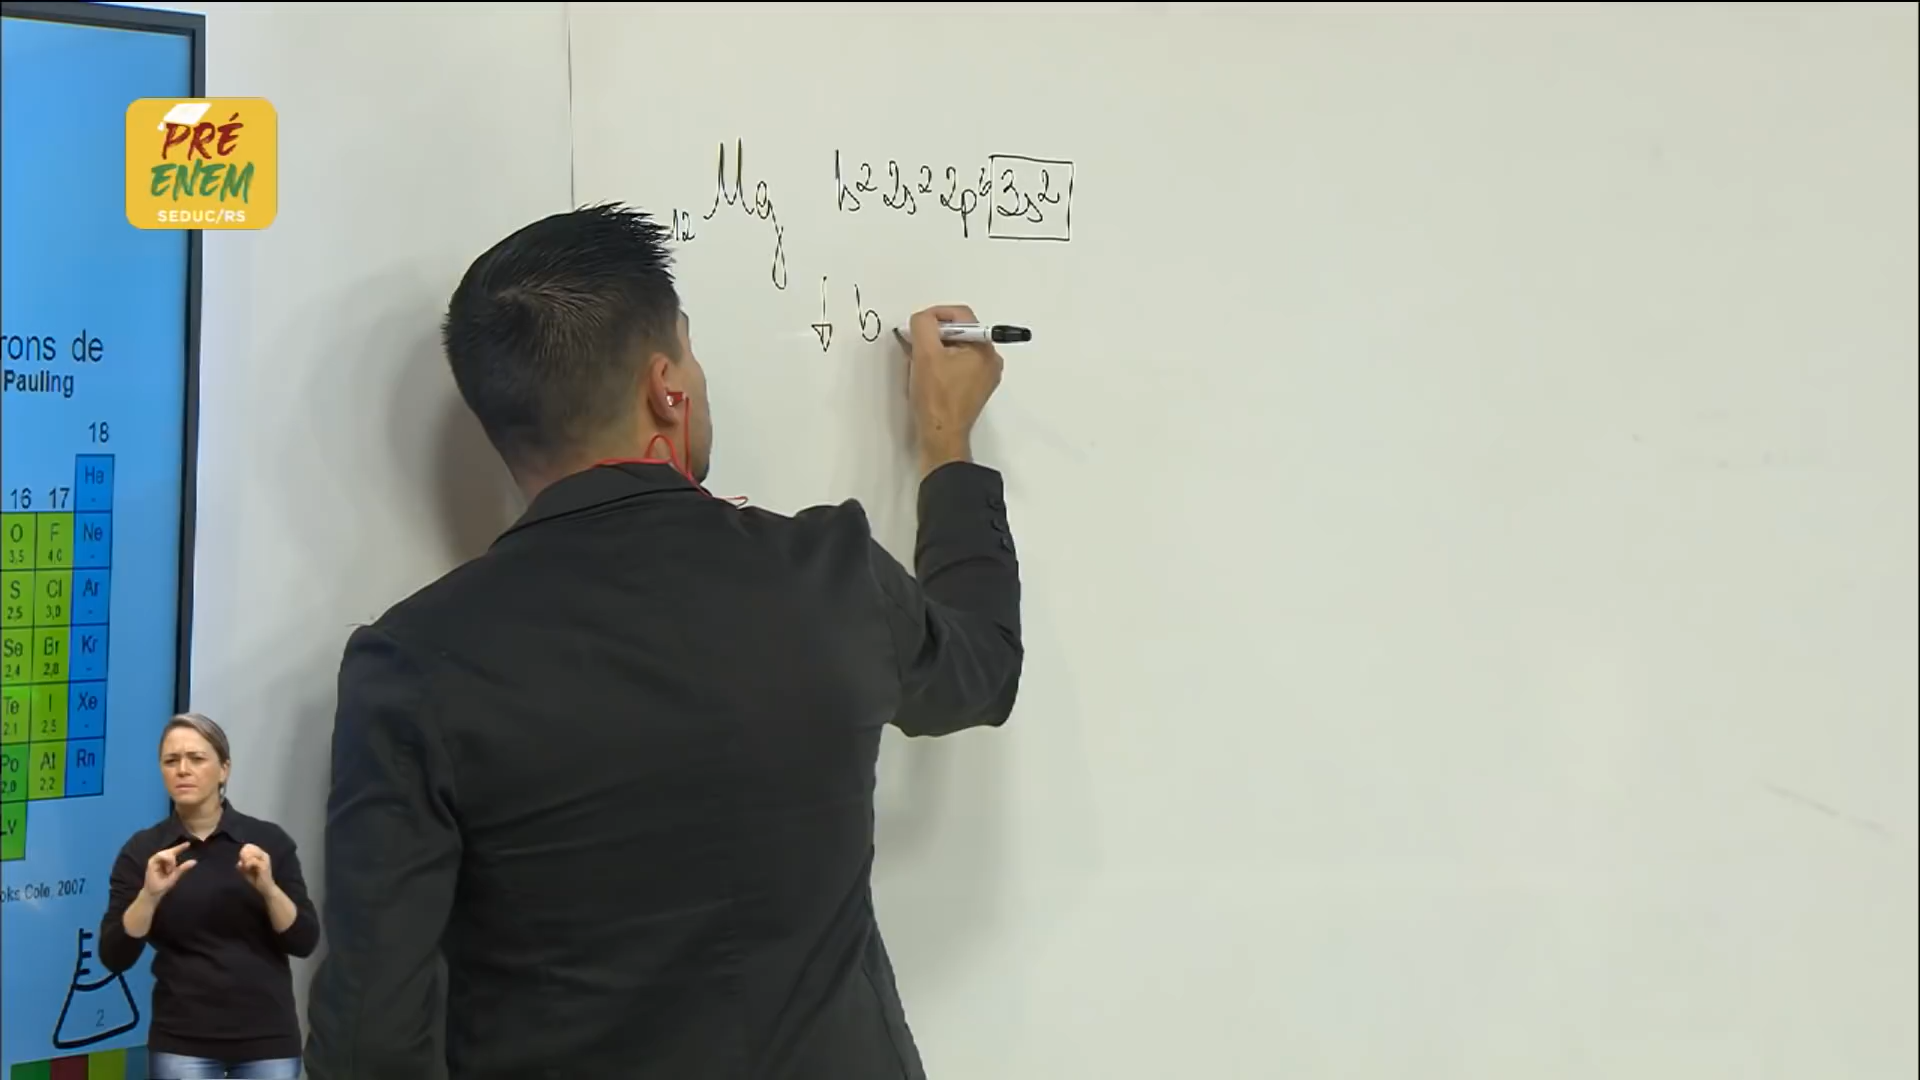 PRÉ
ENEM
SEDUC/RS
rons de
Pauling
18
He
-
16 17
O F Ne
3,5 4,0 -
S Cl Ar
2,5 3,0 -
Se Br Kr
2,4 2,8 -
Te I Xe
2,1 2,5 -
Po At Rn
2,0 2,2 -
Lv
oks Cole, 2007.
2
12 Mg 1s² 2s² 2p⁶ 3s²
↓ b